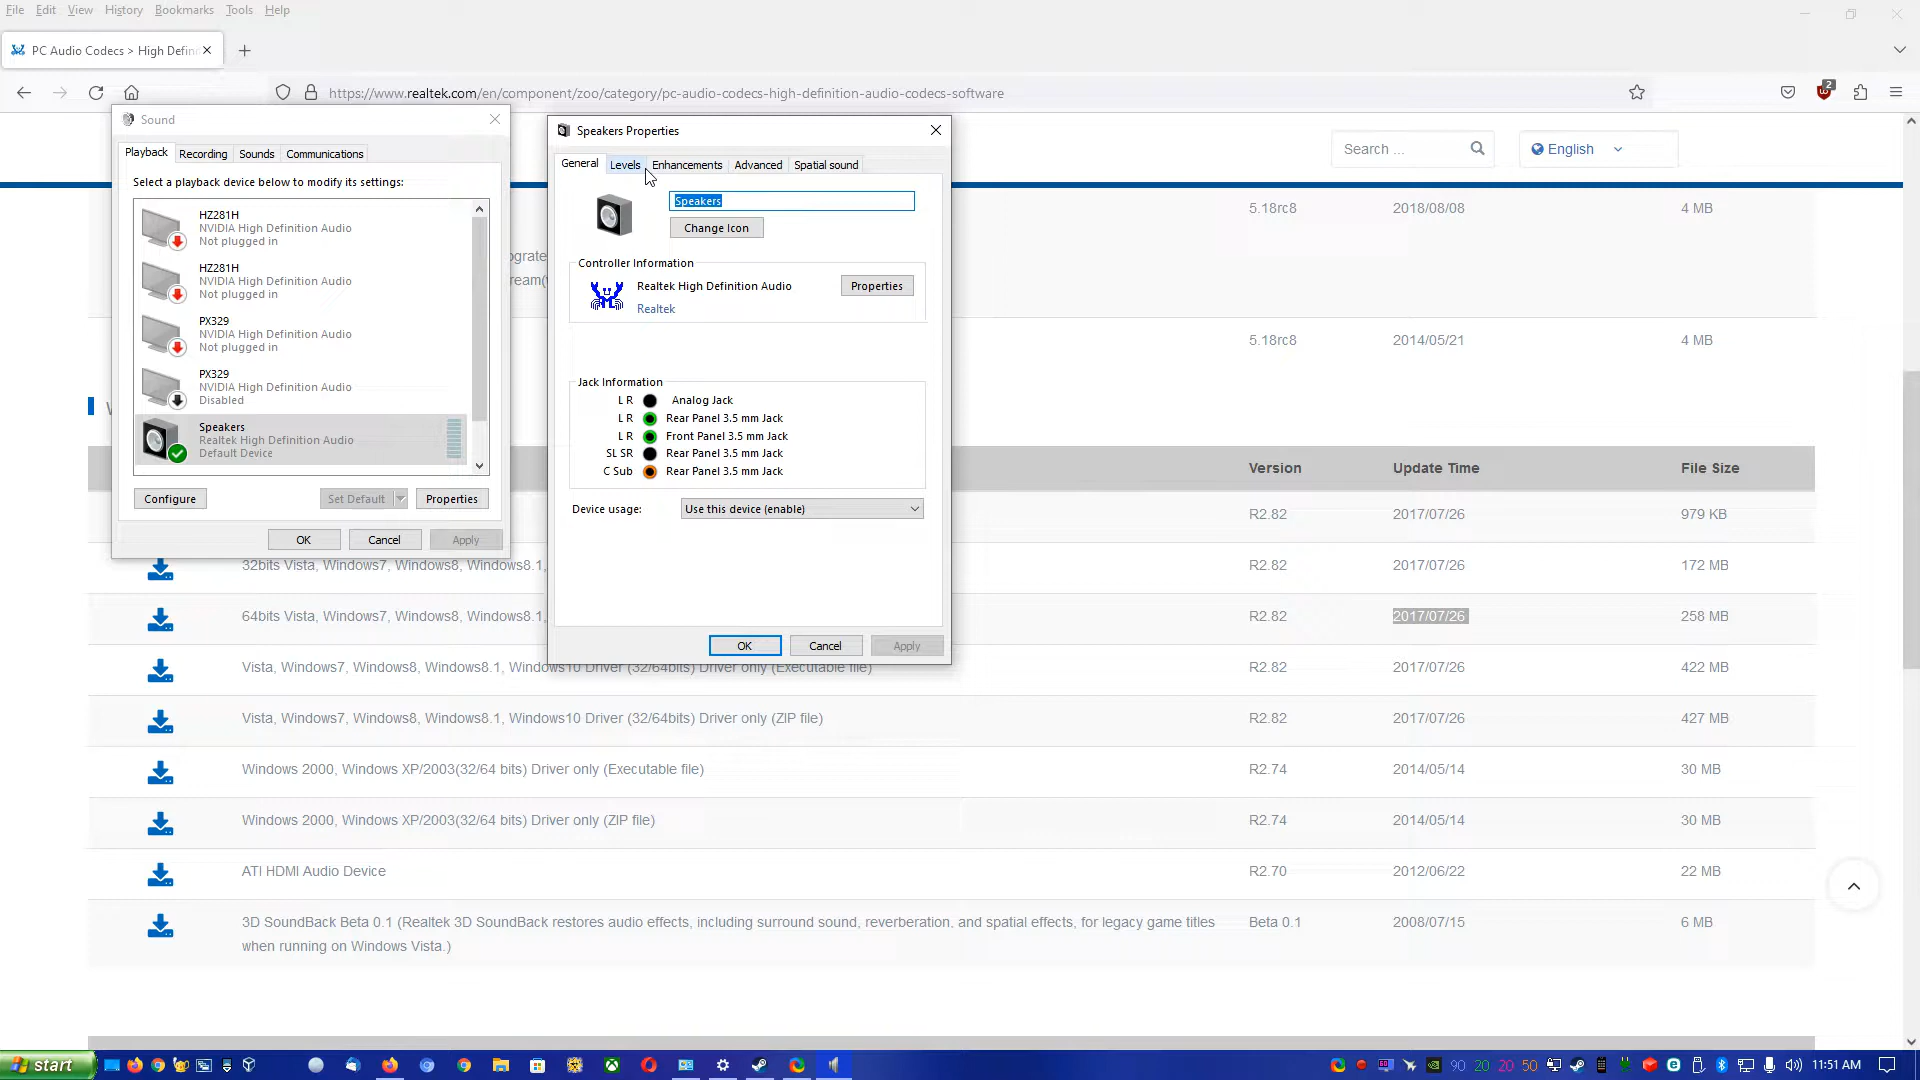 File Edit View History Bookmarks Tools Help
PC Audio Codecs > High Defin
https://www.realtek.com/en/component/zoo/category/pc-audio-codecs-high-definition-audio-codecs-software
2
Search ...
English
Sound
Playback Recording Sounds Communications
Select a playback device below to modify its settings:
HZ281H
NVIDIA High Definition Audio
Not plugged in
HZ281H
NVIDIA High Definition Audio
Not plugged in
PX329
NVIDIA High Definition Audio
Not plugged in
PX329
NVIDIA High Definition Audio
Disabled
Speakers
Realtek High Definition Audio
Default Device
Configure Set Default Properties
OK Cancel Apply
Speakers Properties
General Levels Enhancements Advanced Spatial sound
Speakers
Change Icon
Controller Information
Realtek High Definition Audio Properties
Realtek
Jack Information
L R Analog Jack
L R Rear Panel 3.5 mm Jack
L R Front Panel 3.5 mm Jack
SL SR Rear Panel 3.5 mm Jack
C Sub Rear Panel 3.5 mm Jack
Device usage: Use this device (enable)
OK Cancel Apply
5.18rc8 2018/08/08 4 MB
5.18rc8 2014/05/21 4 MB
Version Update Time File Size
R2.82 2017/07/26 979 KB
32bits Vista, Windows7, Windows8, Windows8.1, R2.82 2017/07/26 172 MB
64bits Vista, Windows7, Windows8, Windows8.1, R2.82 2017/07/26 258 MB
Vista, Windows7, Windows8, Windows8.1, Windows10 Driver (32/64bits) Driver only (Executable file) R2.82 2017/07/26 422 MB
Vista, Windows7, Windows8, Windows8.1, Windows10 Driver (32/64bits) Driver only (ZIP file) R2.82 2017/07/26 427 MB
Windows 2000, Windows XP/2003(32/64 bits) Driver only (Executable file) R2.74 2014/05/14 30 MB
Windows 2000, Windows XP/2003(32/64 bits) Driver only (ZIP file) R2.74 2014/05/14 30 MB
ATI HDMI Audio Device R2.70 2012/06/22 22 MB
3D SoundBack Beta 0.1 (Realtek 3D SoundBack restores audio effects, including surround sound, reverberation, and spatial effects, for legacy game titles Beta 0.1 2008/07/15 6 MB
when running on Windows Vista.)
start 90 20 20 50 11:51 AM